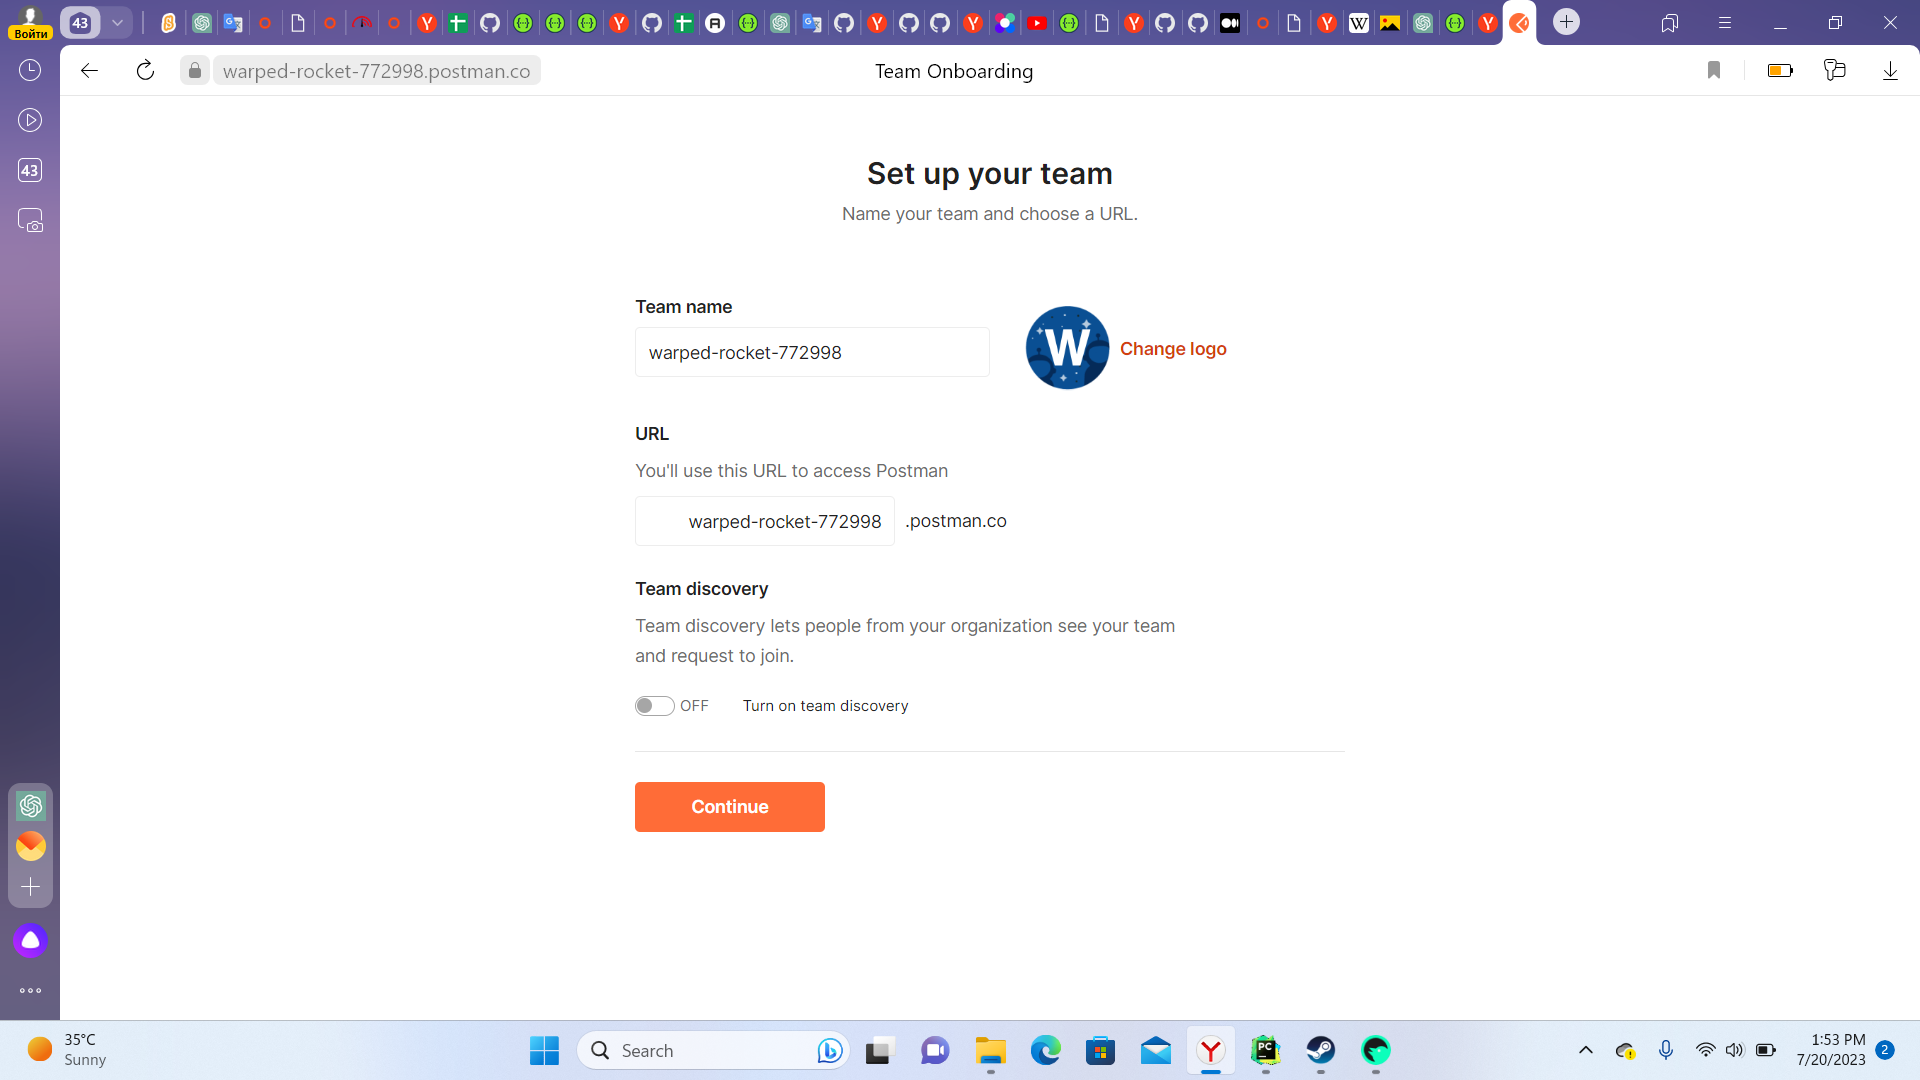 Войти
43
warped-rocket-772998.postman.co
Team Onboarding
43
Set up your team
Name your team and choose a URL.
Team name
warped-rocket-772998
W
Change logo
URL
You'll use this URL to access Postman
warped-rocket-772998
.postman.co
Team discovery
Team discovery lets people from your organization see your team
and request to join.
OFF
Turn on team discovery
Continue
35°C
Sunny
Search
PC
1:53 PM
7/20/2023
2